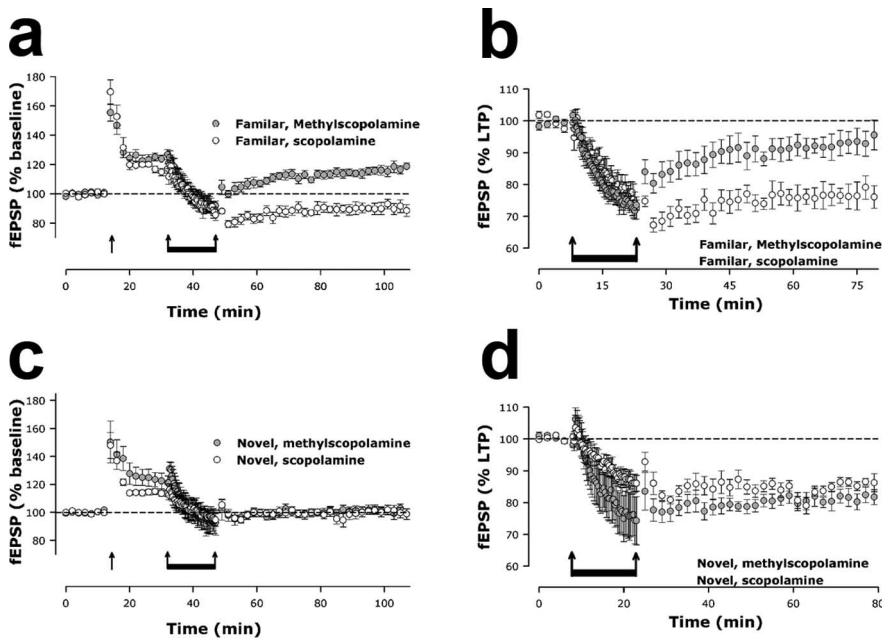 a
fEPSP (% baseline)
180
160
140
120
100
80
Familar, Methylscopolamine
Familar, scopolamine
0 20 40 60 80 100
Time (min)
b
fEPSP (% LTP)
110
100
90
80
70
60
Familar, Methylscopolamine
Familar, scopolamine
0 15 30 45 60 75
Time (min)
c
fEPSP (% baseline)
180
160
140
120
100
80
Novel, methylscopolamine
Novel, scopolamine
0 20 40 60 80 100
Time (min)
d
fEPSP (% LTP)
110
100
90
80
70
60
Novel, methylscopolamine
Novel, scopolamine
0 20 40 60 80
Time (min)